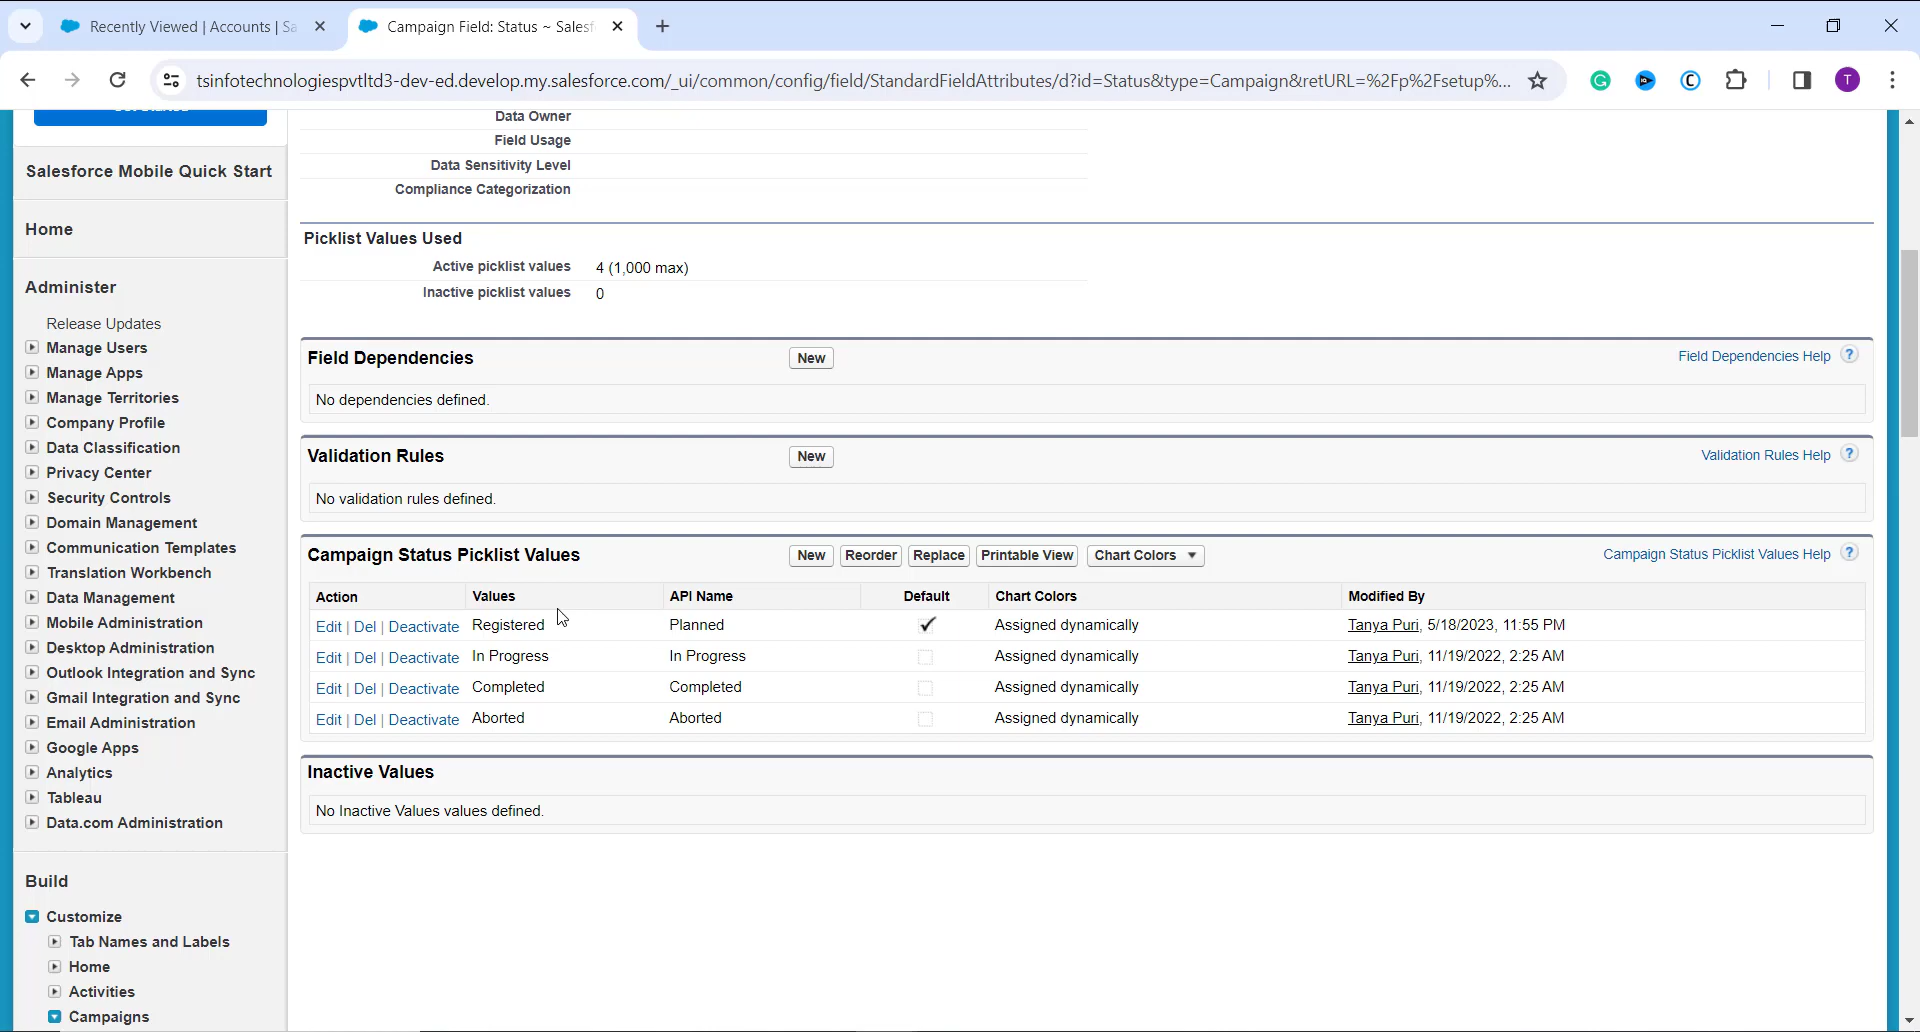 Recently Viewed | Accounts | Sa
Campaign Field: Status ~ Salesf
tsinfotechnologiespvtltd3-dev-ed.develop.my.salesforce.com/_ui/common/config/field/StandardFieldAttributes/d?id=Status&type=Campaign&retURL=%2Fp%2Fsetup%...
T
Data Owner
Field Usage
Data Sensitivity Level
Compliance Categorization
Picklist Values Used
Active picklist values 4 (1,000 max)
Inactive picklist values 0
Field Dependencies New Field Dependencies Help ?
No dependencies defined.
Validation Rules New Validation Rules Help ?
No validation rules defined.
Campaign Status Picklist Values New Reorder Replace Printable View Chart Colors Campaign Status Picklist Values Help ?
Action Values API Name Default Chart Colors Modified By
Edit | Del | Deactivate Registered Planned Assigned dynamically Tanya Puri, 5/18/2023, 11:55 PM
Edit | Del | Deactivate In Progress In Progress Assigned dynamically Tanya Puri, 11/19/2022, 2:25 AM
Edit | Del | Deactivate Completed Completed Assigned dynamically Tanya Puri, 11/19/2022, 2:25 AM
Edit | Del | Deactivate Aborted Aborted Assigned dynamically Tanya Puri, 11/19/2022, 2:25 AM
Inactive Values
No Inactive Values values defined.
Salesforce Mobile Quick Start
Home
Administer
Release Updates
Manage Users
Manage Apps
Manage Territories
Company Profile
Data Classification
Privacy Center
Security Controls
Domain Management
Communication Templates
Translation Workbench
Data Management
Mobile Administration
Desktop Administration
Outlook Integration and Sync
Gmail Integration and Sync
Email Administration
Google Apps
Analytics
Tableau
Data.com Administration
Build
Customize
Tab Names and Labels
Home
Activities
Campaigns